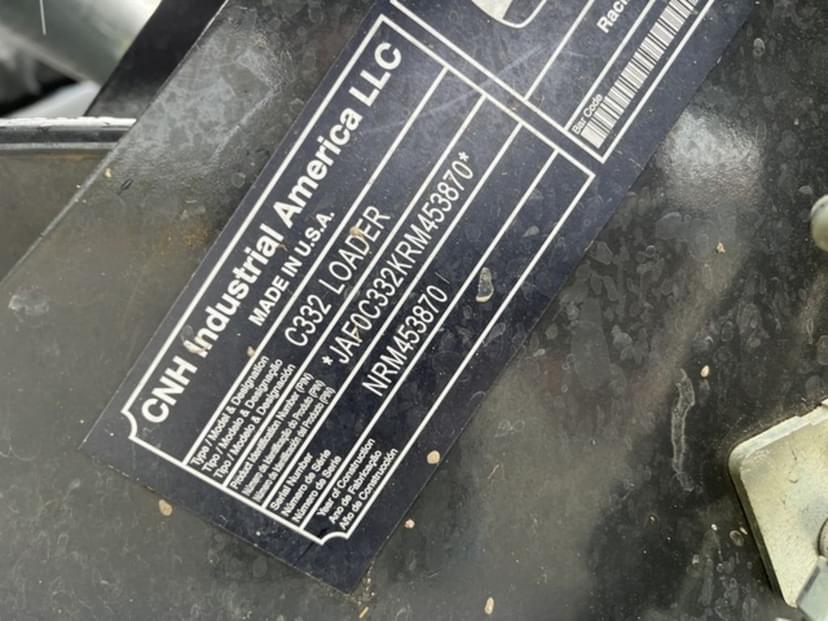 CNH Industrial America LLC
MADE IN U.S.A.
Type / Model & Designation
Tipo / Modelo & Designação
Tipo / Modelo & Designación
C332 LOADER
Product Identification Number (PIN)
Número de Identificação do Produto (PIN)
Número de Identificación del Producto (PIN)
*JAF0C332KRM453870*
Serial Number
Número de Série
Número de Serie
NRM453870
Year of Construction
Ano de Fabricação
Año de Construcción
Bar Code